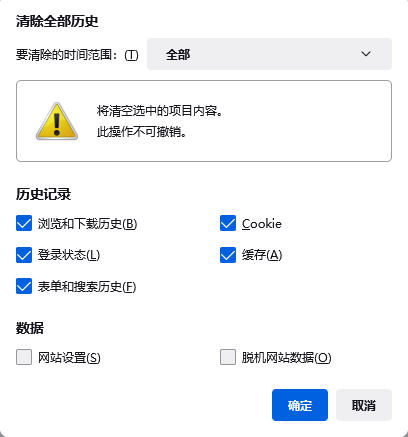 清除全部历史
要清除的时间范围：(T) 全部
将清空选中的项目内容。
此操作不可撤销。
历史记录
浏览和下载历史(B) Cookie
登录状态(L) 缓存(A)
表单和搜索历史(F)
数据
网站设置(S) 脱机网站数据(O)
确定 取消